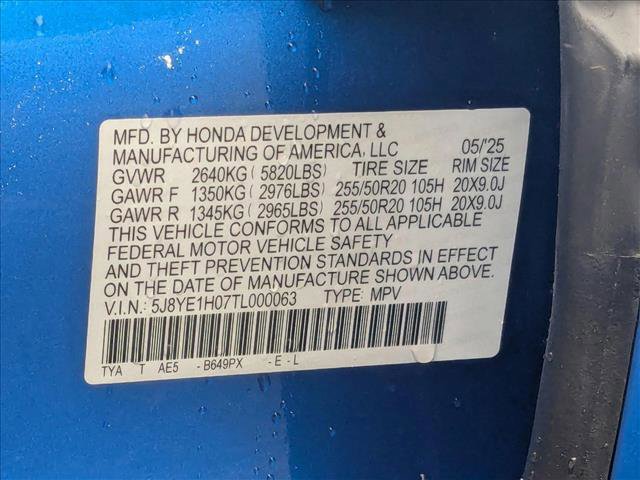 MFD. BY HONDA DEVELOPMENT &
MANUFACTURING OF AMERICA, LLC 05/'25
GVWR 2640KG ( 5820LBS) TIRE SIZE RIM SIZE
GAWR F 1350KG ( 2976LBS) 255/50R20 105H 20X9.0J
GAWR R 1345KG ( 2965LBS) 255/50R20 105H 20X9.0J
THIS VEHICLE CONFORMS TO ALL APPLICABLE
FEDERAL MOTOR VEHICLE SAFETY
AND THEFT PREVENTION STANDARDS IN EFFECT
ON THE DATE OF MANUFACTURE SHOWN ABOVE.
V.I.N.: 5J8YE1H07TL000063 TYPE: MPV
TYA T AE5 - B649PX - E - L